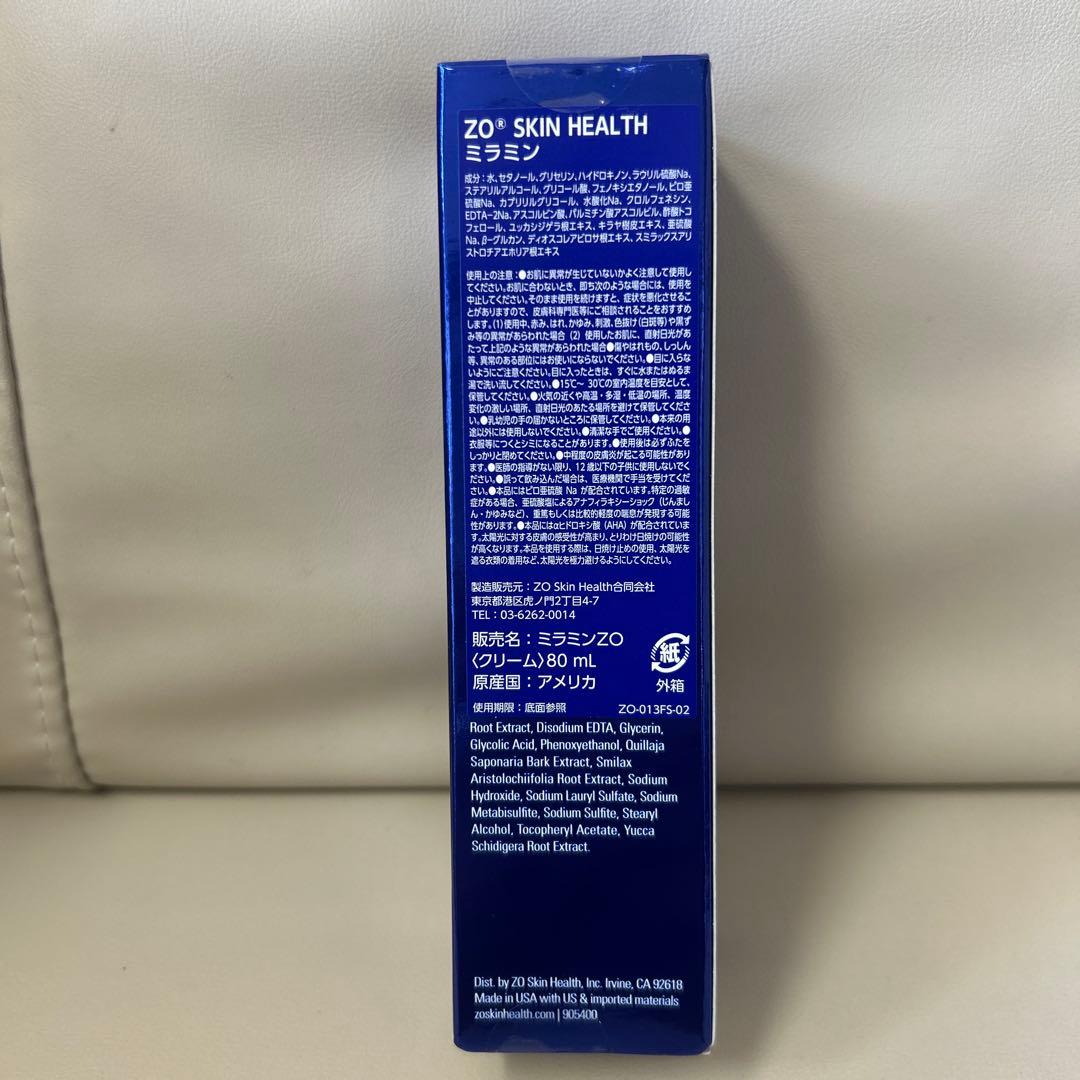 ZO® SKIN HEALTH
ミラミン
成分：水、セタノール、グリセリン、ハイドロキノン、ラウリル硫酸Na、
ステアリルアルコール、グリコール酸、フェノキシエタノール、ピロ亜
硫酸Na、カプリリルグリコール、水酸化Na、クロルフェネシン、
EDTA-2Na、アスコルビン酸、パルミチン酸アスコルビル、酢酸トコ
フェロール、ユッカシジゲラ根エキス、キラヤ樹皮エキス、亜硫酸
Na、β-グルカン、ディオスコレアビロサ根エキス、スミラックスアリ
ストロチアエホリア根エキス
使用上の注意：●お肌に異常が生じていないかよく注意して使用し
てください。お肌に合わないとき、即ち次のような場合には、使用を
中止してください。そのまま使用を続けますと、症状を悪化させるこ
とがありますので、皮膚科専門医等にご相談されることをおすすめ
します。(1)使用中、赤み、はれ、かゆみ、刺激、色抜け(白斑等)や黒ず
み等の異常があらわれた場合 (2) 使用したお肌に、直射日光があ
たって上記のような異常があらわれた場合●傷やはれもの、しっしん
等、異常のある部位にはお使いにならないでください。●目に入らな
いようにご注意ください。目に入ったときは、すぐに水またはぬるま
湯で洗い流してください。●15℃～ 30℃の室内温度を目安として、
保管してください。●火気の近くや高温・多湿・低温の場所、温度
変化の激しい場所、直射日光のあたる場所を避けて保管してくださ
い。●乳幼児の手の届かないところに保管してください。●本来の用
途以外には使用しないでください。●清潔な手でご使用ください。●
衣服等につくとシミになることがあります。●使用後は必ずふたを
しっかりと閉めてください。●中程度の皮膚炎が起こる可能性があり
ます。●医師の指導がない限り、12 歳以下の子供に使用しないでく
ださい。●誤って飲み込んだ場合は、医療機関で手当を受けてくだ
さい。●本品にはピロ亜硫酸 Na が配合されています。特定の過敏
症がある場合、亜硫酸塩によるアナフィラキシーショック（じんまし
ん・かゆみなど）、重篤もしくは比較的軽度の喘息が発現する可能
性があります。●本品にはαヒドロキシ酸（AHA）が配合されていま
す。太陽光に対する皮膚の感受性が高まり、とりわけ日焼けの可能性
が高くなります。本品を使用する際は、日焼け止めの使用、太陽光を
遮る衣類の着用など、太陽光を極力避けるようにしてください。
製造販売元：ZO Skin Health合同会社
東京都港区虎ノ門2丁目4-7
TEL：03-6262-0014
販売名：ミラミンZO
〈クリーム〉80 mL
原産国：アメリカ
紙
外箱
使用期限：底面参照
ZO-013FS-02
Root Extract, Disodium EDTA, Glycerin,
Glycolic Acid, Phenoxyethanol, Quillaja
Saponaria Bark Extract, Smilax
Aristolochiifolia Root Extract, Sodium
Hydroxide, Sodium Lauryl Sulfate, Sodium
Metabisulfite, Sodium Sulfite, Stearyl
Alcohol, Tocopheryl Acetate, Yucca
Schidigera Root Extract.
Dist. by ZO Skin Health, Inc. Irvine, CA 92618
Made in USA with US & imported materials
zoskinhealth.com | 905400